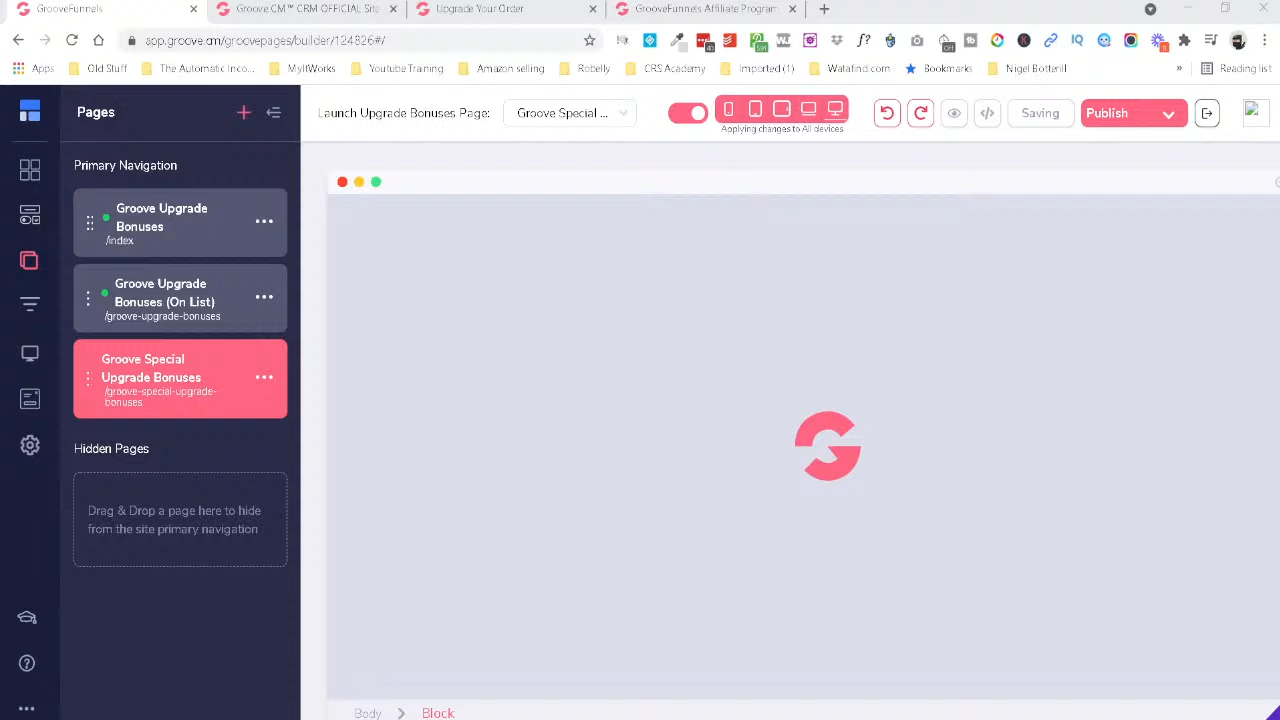 GrooveFunnels
Groove.CM™ CRM OFFICIAL Site
Upgrade Your Order
GrooveFunnels Affiliate Program
app.groove.cm/groovepages/builder/124826#/
Apps
Old Stuff
The Automatic Inco...
MyItWorks
Youtube Training
Amazon Selling
Robelly
CRS Academy
Imported (1)
Watafind.com
Bookmarks
Nigel Botterill
»
Reading list
Pages
Launch Upgrade Bonuses Page:
Groove Special ...
Applying changes to All devices
Saving
Publish
Primary Navigation
Groove Upgrade
Bonuses
/index
Groove Upgrade
Bonuses (On List)
/groove-upgrade-bonuses
Groove Special
Upgrade Bonuses
/groove-special-upgrade-
bonuses
Hidden Pages
Drag & Drop a page here to hide
from the site primary navigation
Body
Block